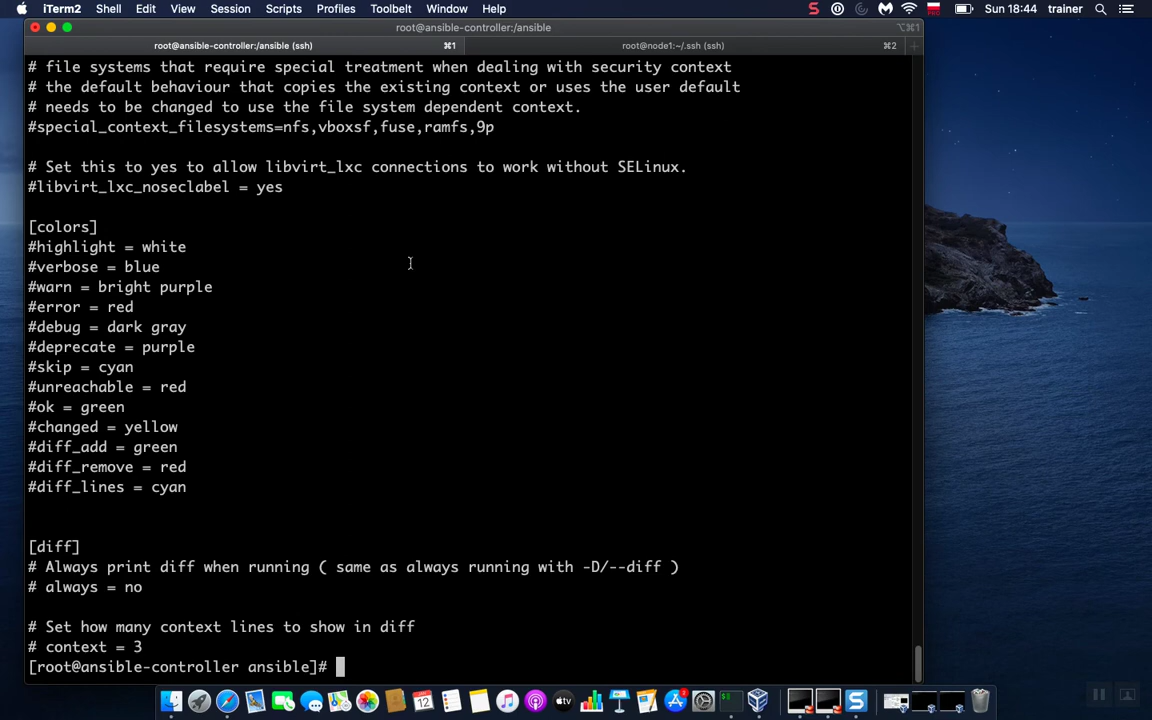 iTerm2 Shell Edit View Session Scripts Profiles Toolbelt Window Help Sun 18:44 trainer
root@ansible-controller:/ansible ⌥⌘1
root@ansible-controller:/ansible (ssh) ⌘1 root@node1:~/.ssh (ssh) ⌘2
# file systems that require special treatment when dealing with security context
# the default behaviour that copies the existing context or uses the user default
# needs to be changed to use the file system dependent context.
#special_context_filesystems=nfs,vboxsf,fuse,ramfs,9p
# Set this to yes to allow libvirt_lxc connections to work without SELinux.
#libvirt_lxc_noseclabel = yes
[colors]
#highlight = white
#verbose = blue
#warn = bright purple
#error = red
#debug = dark gray
#deprecate = purple
#skip = cyan
#unreachable = red
#ok = green
#changed = yellow
#diff_add = green
#diff_remove = red
#diff_lines = cyan
[diff]
# Always print diff when running ( same as always running with -D/--diff )
# always = no
# Set how many context lines to show in diff
# context = 3
[root@ansible-controller ansible]#